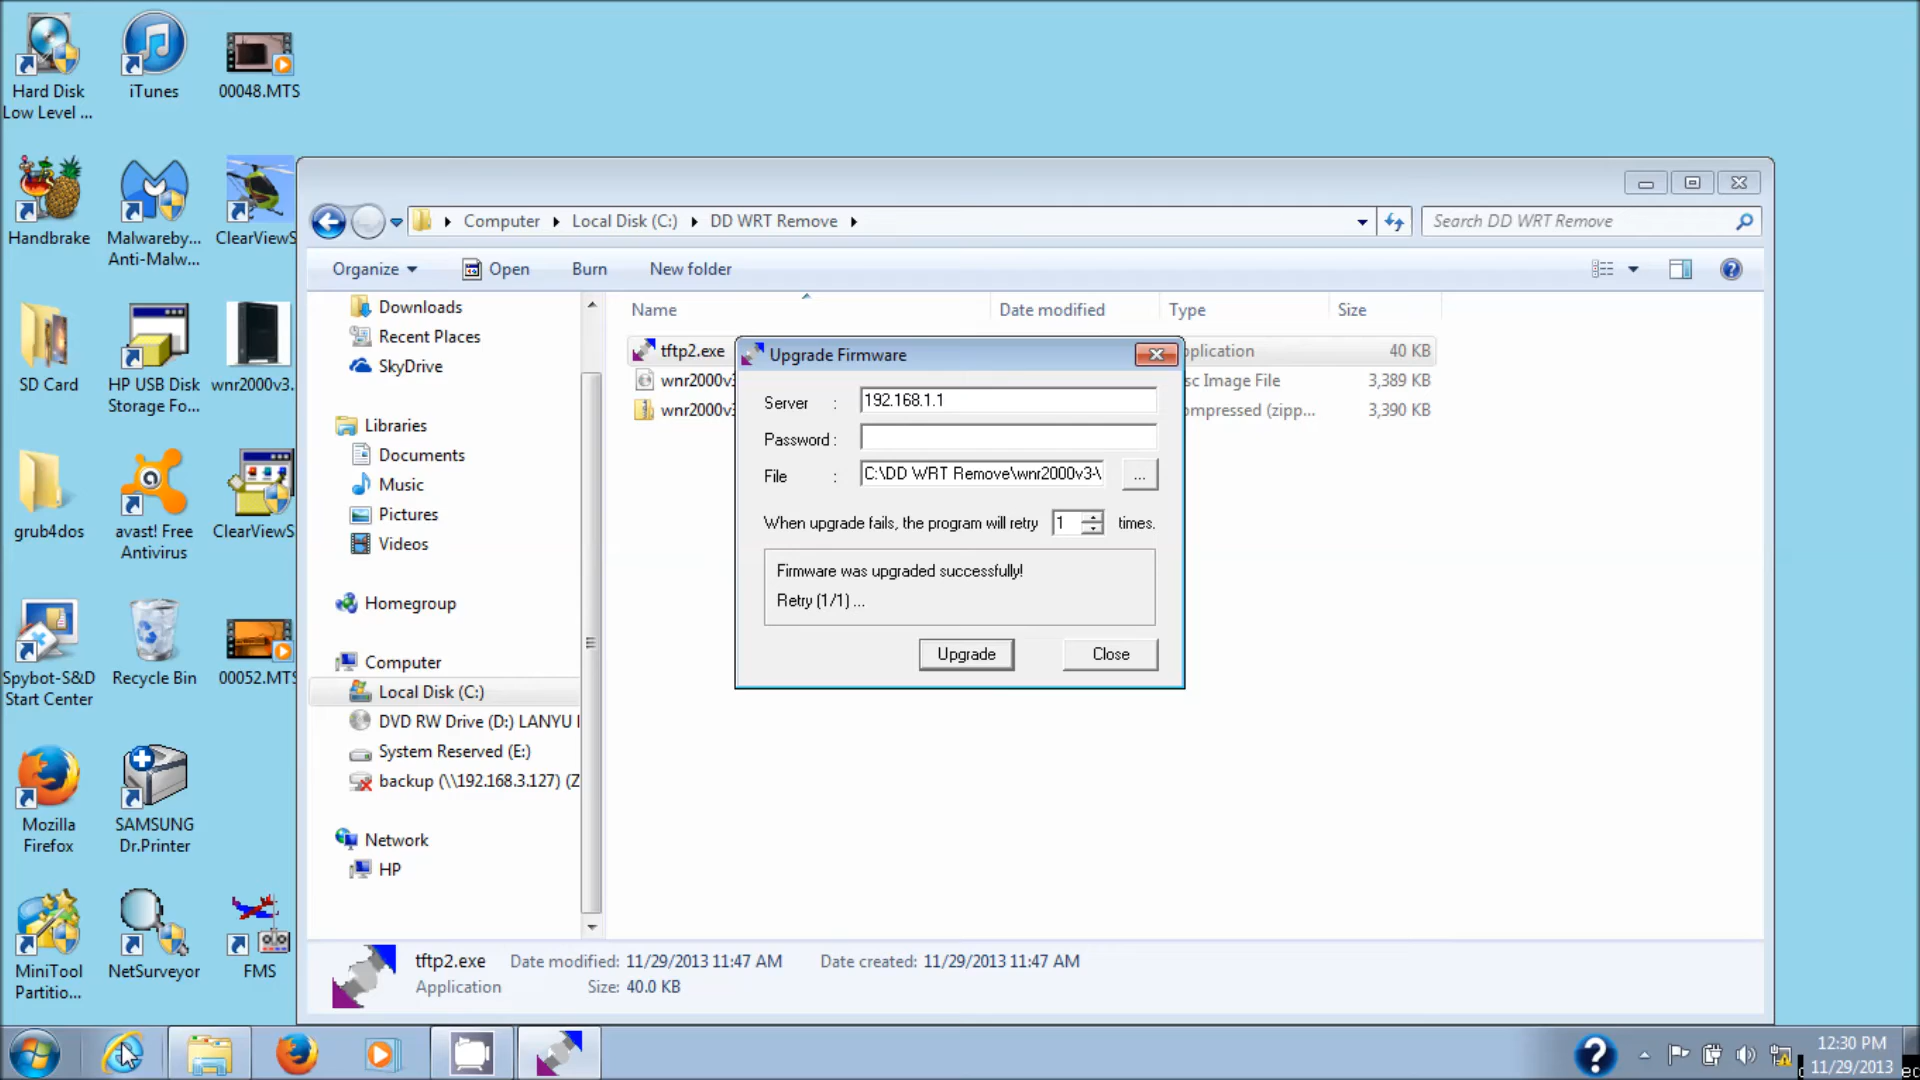 Hard Disk
Low Level ...
iTunes
00048.MTS
Handbrake
Malwareby...
Anti-Malw...
ClearViewS
SD Card
HP USB Disk
Storage Fo...
wnr2000v3.
grub4dos
avast! Free
Antivirus
ClearViewS
Spybot-S&D
Start Center
Recycle Bin
00052.MTS
Mozilla
Firefox
SAMSUNG
Dr.Printer
MiniTool
Partitio...
NetSurveyor
FMS
Computer
Local Disk (C:)
DD WRT Remove
Search DD WRT Remove
Organize
Open
Burn
New folder
Downloads
Recent Places
SkyDrive
Libraries
Documents
Music
Pictures
Videos
Homegroup
Computer
Local Disk (C:)
DVD RW Drive (D:) LANYU
System Reserved (E:)
backup (\\192.168.3.127) (Z
Network
HP
Name
Date modified
Type
Size
tftp2.exe
pplication
40 KB
wnr2000v3
sc Image File
3,389 KB
wnr2000v3
ompressed (zipp...
3,390 KB
Upgrade Firmware
Server :
192.168.1.1
Password :
File :
C:\DD WRT Remove\wnr2000v3-\
...
When upgrade fails, the program will retry 1 times.
Firmware was upgraded successfully!
Retry (1/1) ...
Upgrade
Close
tftp2.exe
Date modified: 11/29/2013 11:47 AM
Date created: 11/29/2013 11:47 AM
Application
Size: 40.0 KB
12:30 PM
11/29/2013